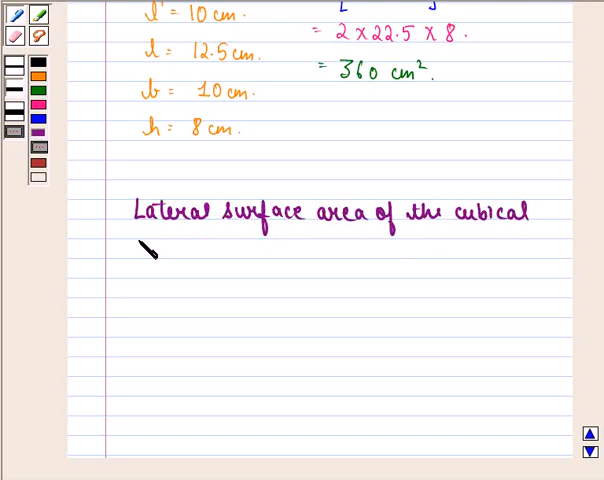 l' = 10 cm.
= 2 × 22.5 × 8.
l = 12.5 cm.
= 360 cm².
b = 10 cm.
h = 8 cm.
Lateral surface area of the cubical